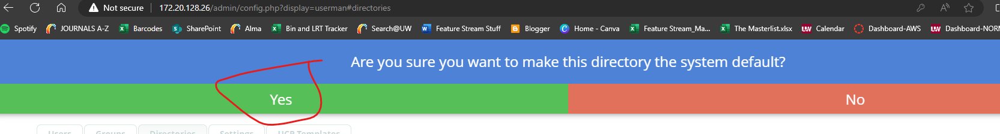 Not secure 172.20.128.26/admin/config.php?display=userman#directories
Spotify JOURNALS A-Z Barcodes SharePoint Alma Bin and LRT Tracker Search@UW Feature Stream Stuff Blogger Home - Canva Feature Stream_Ma... The Masterlist.xlsx Calendar Dashboard-AWS Dashboard-NOR
Are you sure you want to make this directory the system default?
Yes No
Users Groups Directories Settings UCP Templates